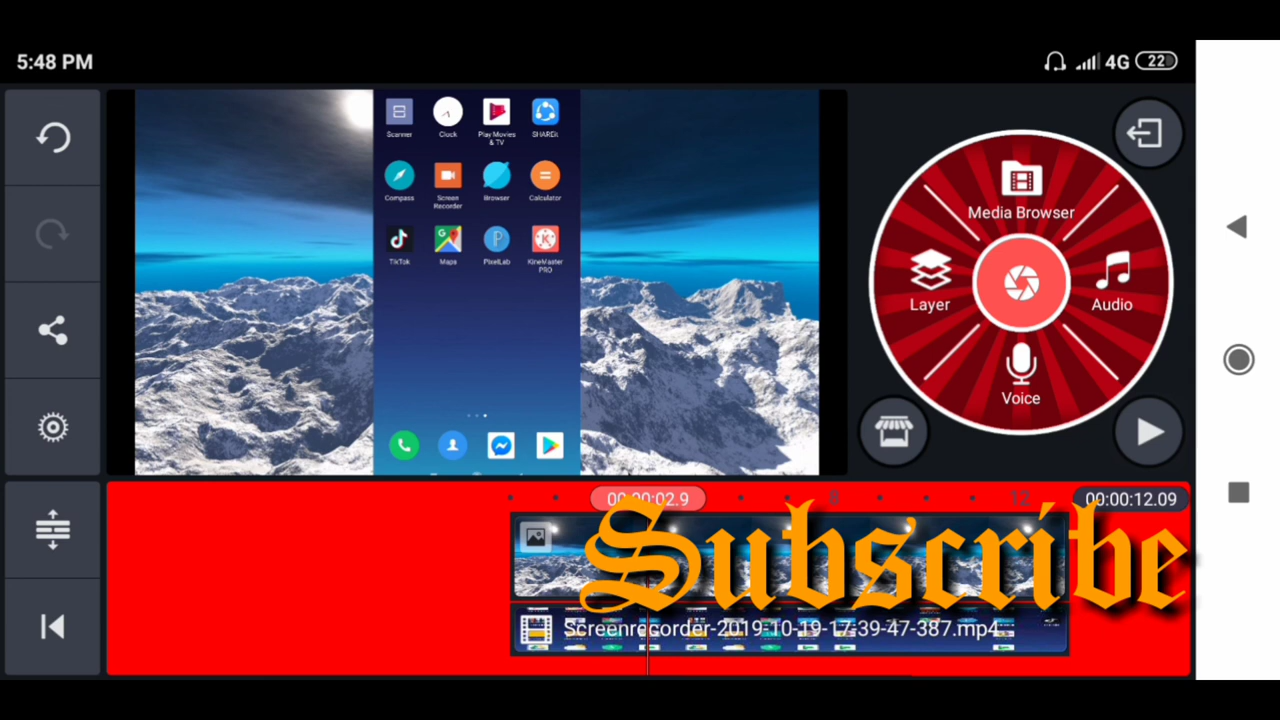 5:48 PM
4G
22
Scanner
Clock
Play Movies
& TV
SHAREit
Compass
Screen
Recorder
Browser
Calculator
TikTok
Maps
PixelLab
KineMaster
PRO
Media Browser
Layer
Audio
Voice
00:00:02.9
8
12
00:00:12.09
Subscribe
Screenrecorder-2019-10-19-17-39-47-387.mp4